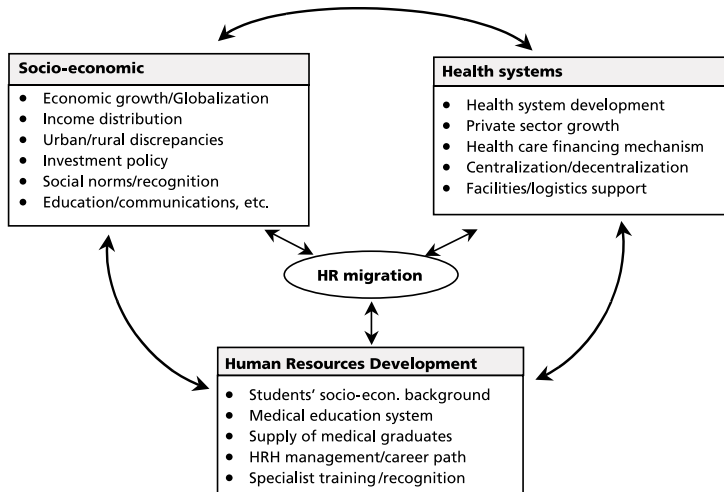 Socio-economic
• Economic growth/Globalization
• Income distribution
• Urban/rural discrepancies
• Investment policy
• Social norms/recognition
• Education/communications, etc.
Health systems
• Health system development
• Private sector growth
• Health care financing mechanism
• Centralization/decentralization
• Facilities/logistics support
HR migration
Human Resources Development
• Students’ socio-econ. background
• Medical education system
• Supply of medical graduates
• HRH management/career path
• Specialist training/recognition